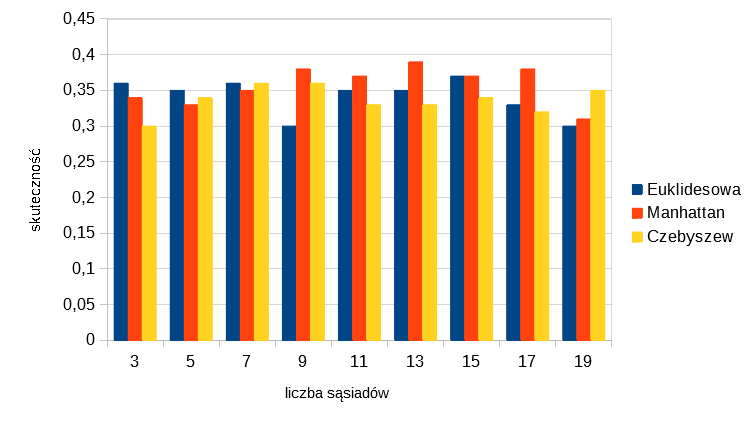 0,45
0,4
0,35
0,3
0,25
0,2
0,15
0,1
0,05
0
skuteczność
3 5 7 9 11 13 15 17 19
liczba sąsiadów
Euklidesowa
Manhattan
Czebyszew